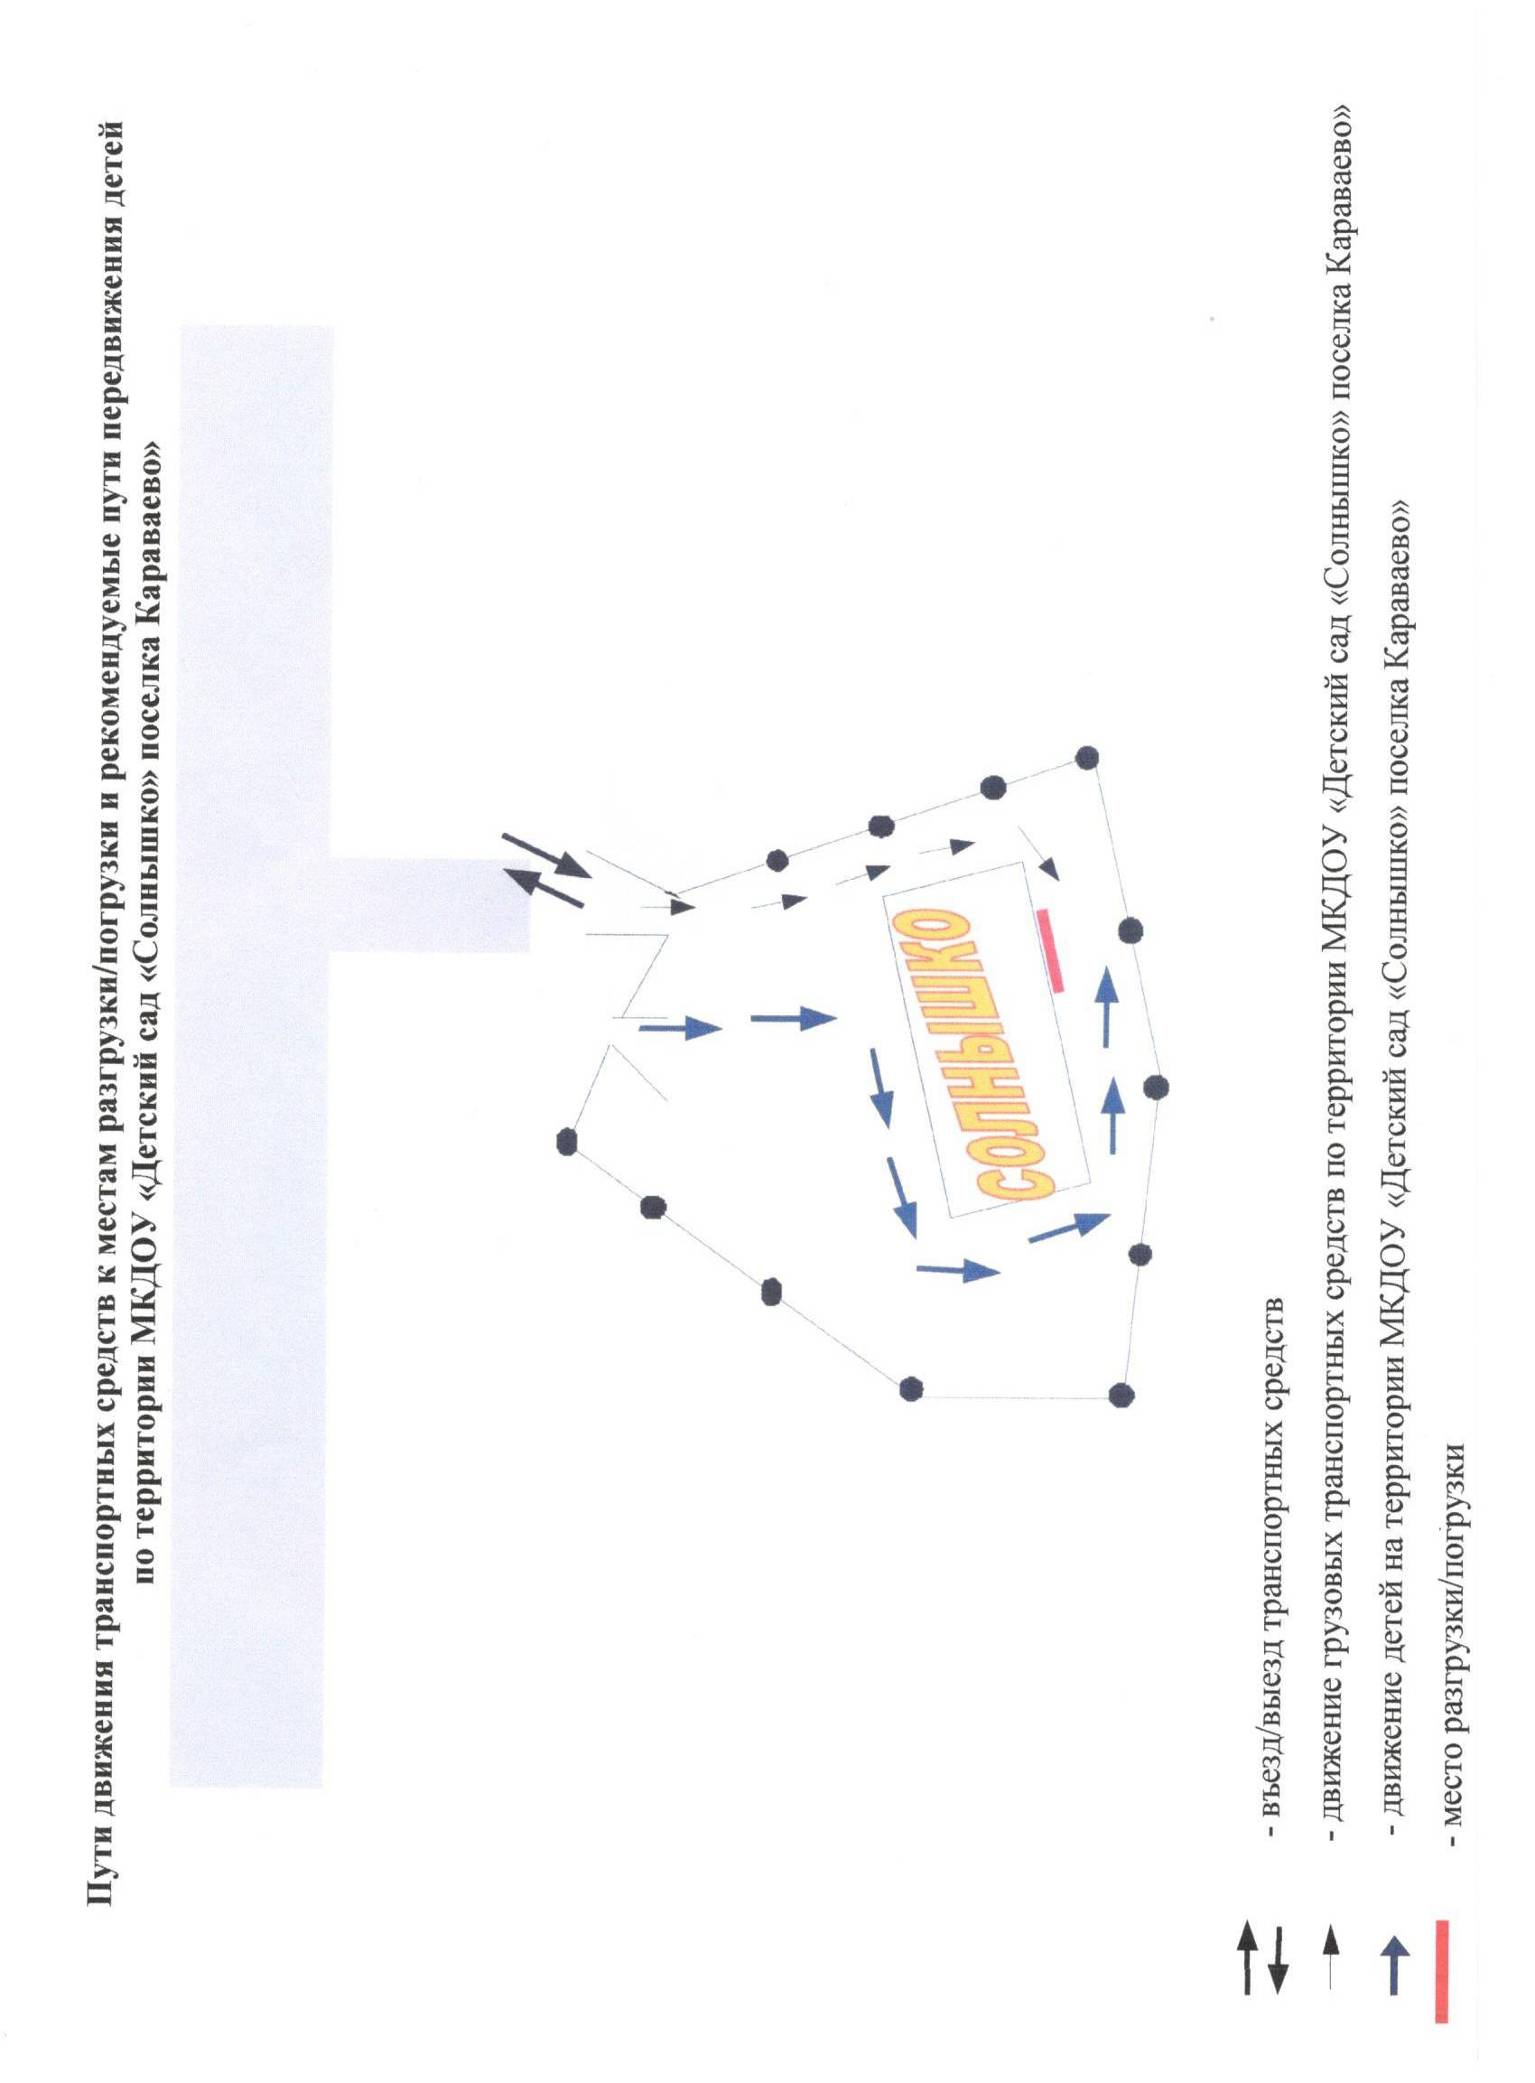 Пути движения транспортных средств к местам разгрузки/погрузки и рекомендуемые пути передвижения детей
по территории МКДОУ «Детский сад «Солнышко» поселка Караваево»
СОЛНЫШКО
- въезд/выезд транспортных средств
- движение грузовых транспортных средств по территории МКДОУ «Детский сад «Солнышко» поселка Караваево»
- движение детей на территории МКДОУ «Детский сад «Солнышко» поселка Караваево»
- место разгрузки/погрузки